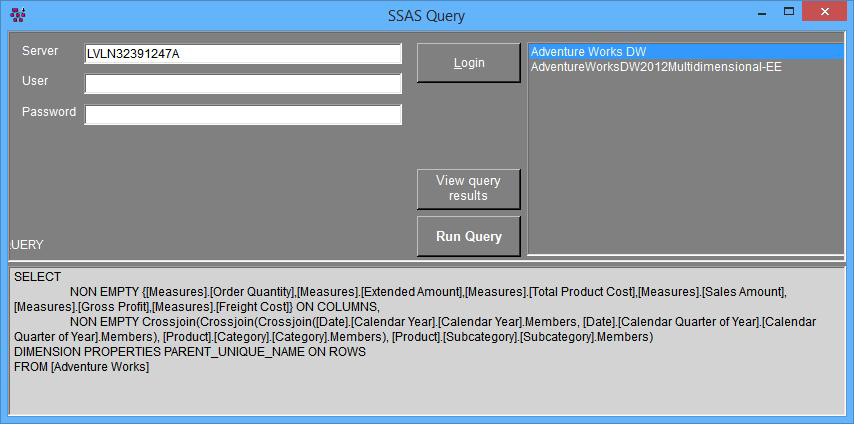 SSAS Query
Server
LVLN32391247A
Login
Adventure Works DW
AdventureWorksDW2012Multidimensional-EE
User
Password
View query
results
Run Query
UERY
SELECT
NON EMPTY {[Measures].[Order Quantity],[Measures].[Extended Amount],[Measures].[Total Product Cost],[Measures].[Sales Amount],
[Measures].[Gross Profit],[Measures].[Freight Cost]} ON COLUMNS,
NON EMPTY Crossjoin(Crossjoin(Crossjoin([Date].[Calendar Year].[Calendar Year].Members, [Date].[Calendar Quarter of Year].[Calendar
Quarter of Year].Members), [Product].[Category].[Category].Members), [Product].[Subcategory].[Subcategory].Members)
DIMENSION PROPERTIES PARENT_UNIQUE_NAME ON ROWS
FROM [Adventure Works]